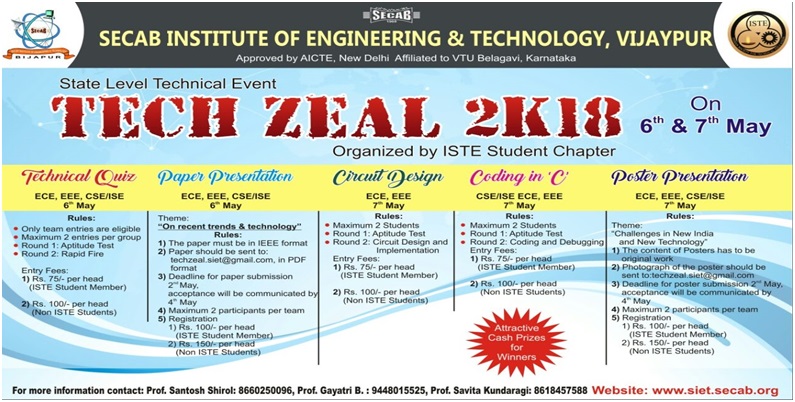 SECAB
SECAB INSTITUTE OF ENGINEERING & TECHNOLOGY, VIJAYPUR
Approved by AICTE, New Delhi Affiliated to VTU Belagavi, Karnataka
SECAB
BIJAPUR
ISTE
State Level Technical Event
TECH ZEAL 2K18
On
6th & 7th May
Organized by ISTE Student Chapter
Technical Quiz
ECE, EEE, CSE/ISE
6th May
Rules:
• Only team entries are eligible
• Maximum 2 entries per group
• Round 1: Aptitude Test
• Round 2: Rapid Fire
Entry Fees:
1) Rs. 75/- per head
(ISTE Student Member)
2) Rs. 100/- per head
(Non ISTE Students)
Paper Presentation
ECE, EEE, CSE/ISE
6th May
Theme:
"On recent trends & technology"
Rules:
1) The paper must be in IEEE format
2) Paper should be sent to:
techzeal.siet@gmail.com, in PDF
format
3) Deadline for paper submission
2nd May,
acceptance will be communicated by
4th May
4) Maximum 2 participants per team
5) Registration
1) Rs. 100/- per head
(ISTE Student Member)
2) Rs. 150/- per head
(Non ISTE Students)
Circuit Design
ECE, EEE
7th May
Rules:
• Maximum 2 Students
• Round 1: Aptitude Test
• Round 2: Circuit Design and
Implementation
Entry Fees:
1) Rs. 75/- per head
(ISTE Student Member)
2) Rs. 100/- per head
(Non ISTE Students)
Coding in 'C'
CSE/ISE ECE, EEE
7th May
Rules:
• Maximum 2 Students
• Round 1: Aptitude Test
• Round 2: Coding and Debugging
Entry Fees:
1) Rs. 75/- per head
(ISTE Student Member)
2) Rs. 100/- per head
(Non ISTE Students)
Attractive
Cash Prizes
for
Winners
Poster Presentation
ECE, EEE, CSE/ISE
7th May
Theme:
"Challenges in New India
and New Technology"
Rules:
1) The content of Posters has to be
original work
2) Photograph of the poster should be
sent to:techzeal.siet@gmail.com
3) Deadline for poster submission 2nd May,
acceptance will be communicated by
4th May
4) Maximum 2 participants per team
5) Registration
1) Rs. 100/- per head
(ISTE Student Member)
2) Rs. 150/- per head
(Non ISTE Students)
For more information contact: Prof. Santosh Shirol: 8660250096, Prof. Gayatri B. : 9448015525, Prof. Savita Kundaragi: 8618457588 Website: www.siet.secab.org